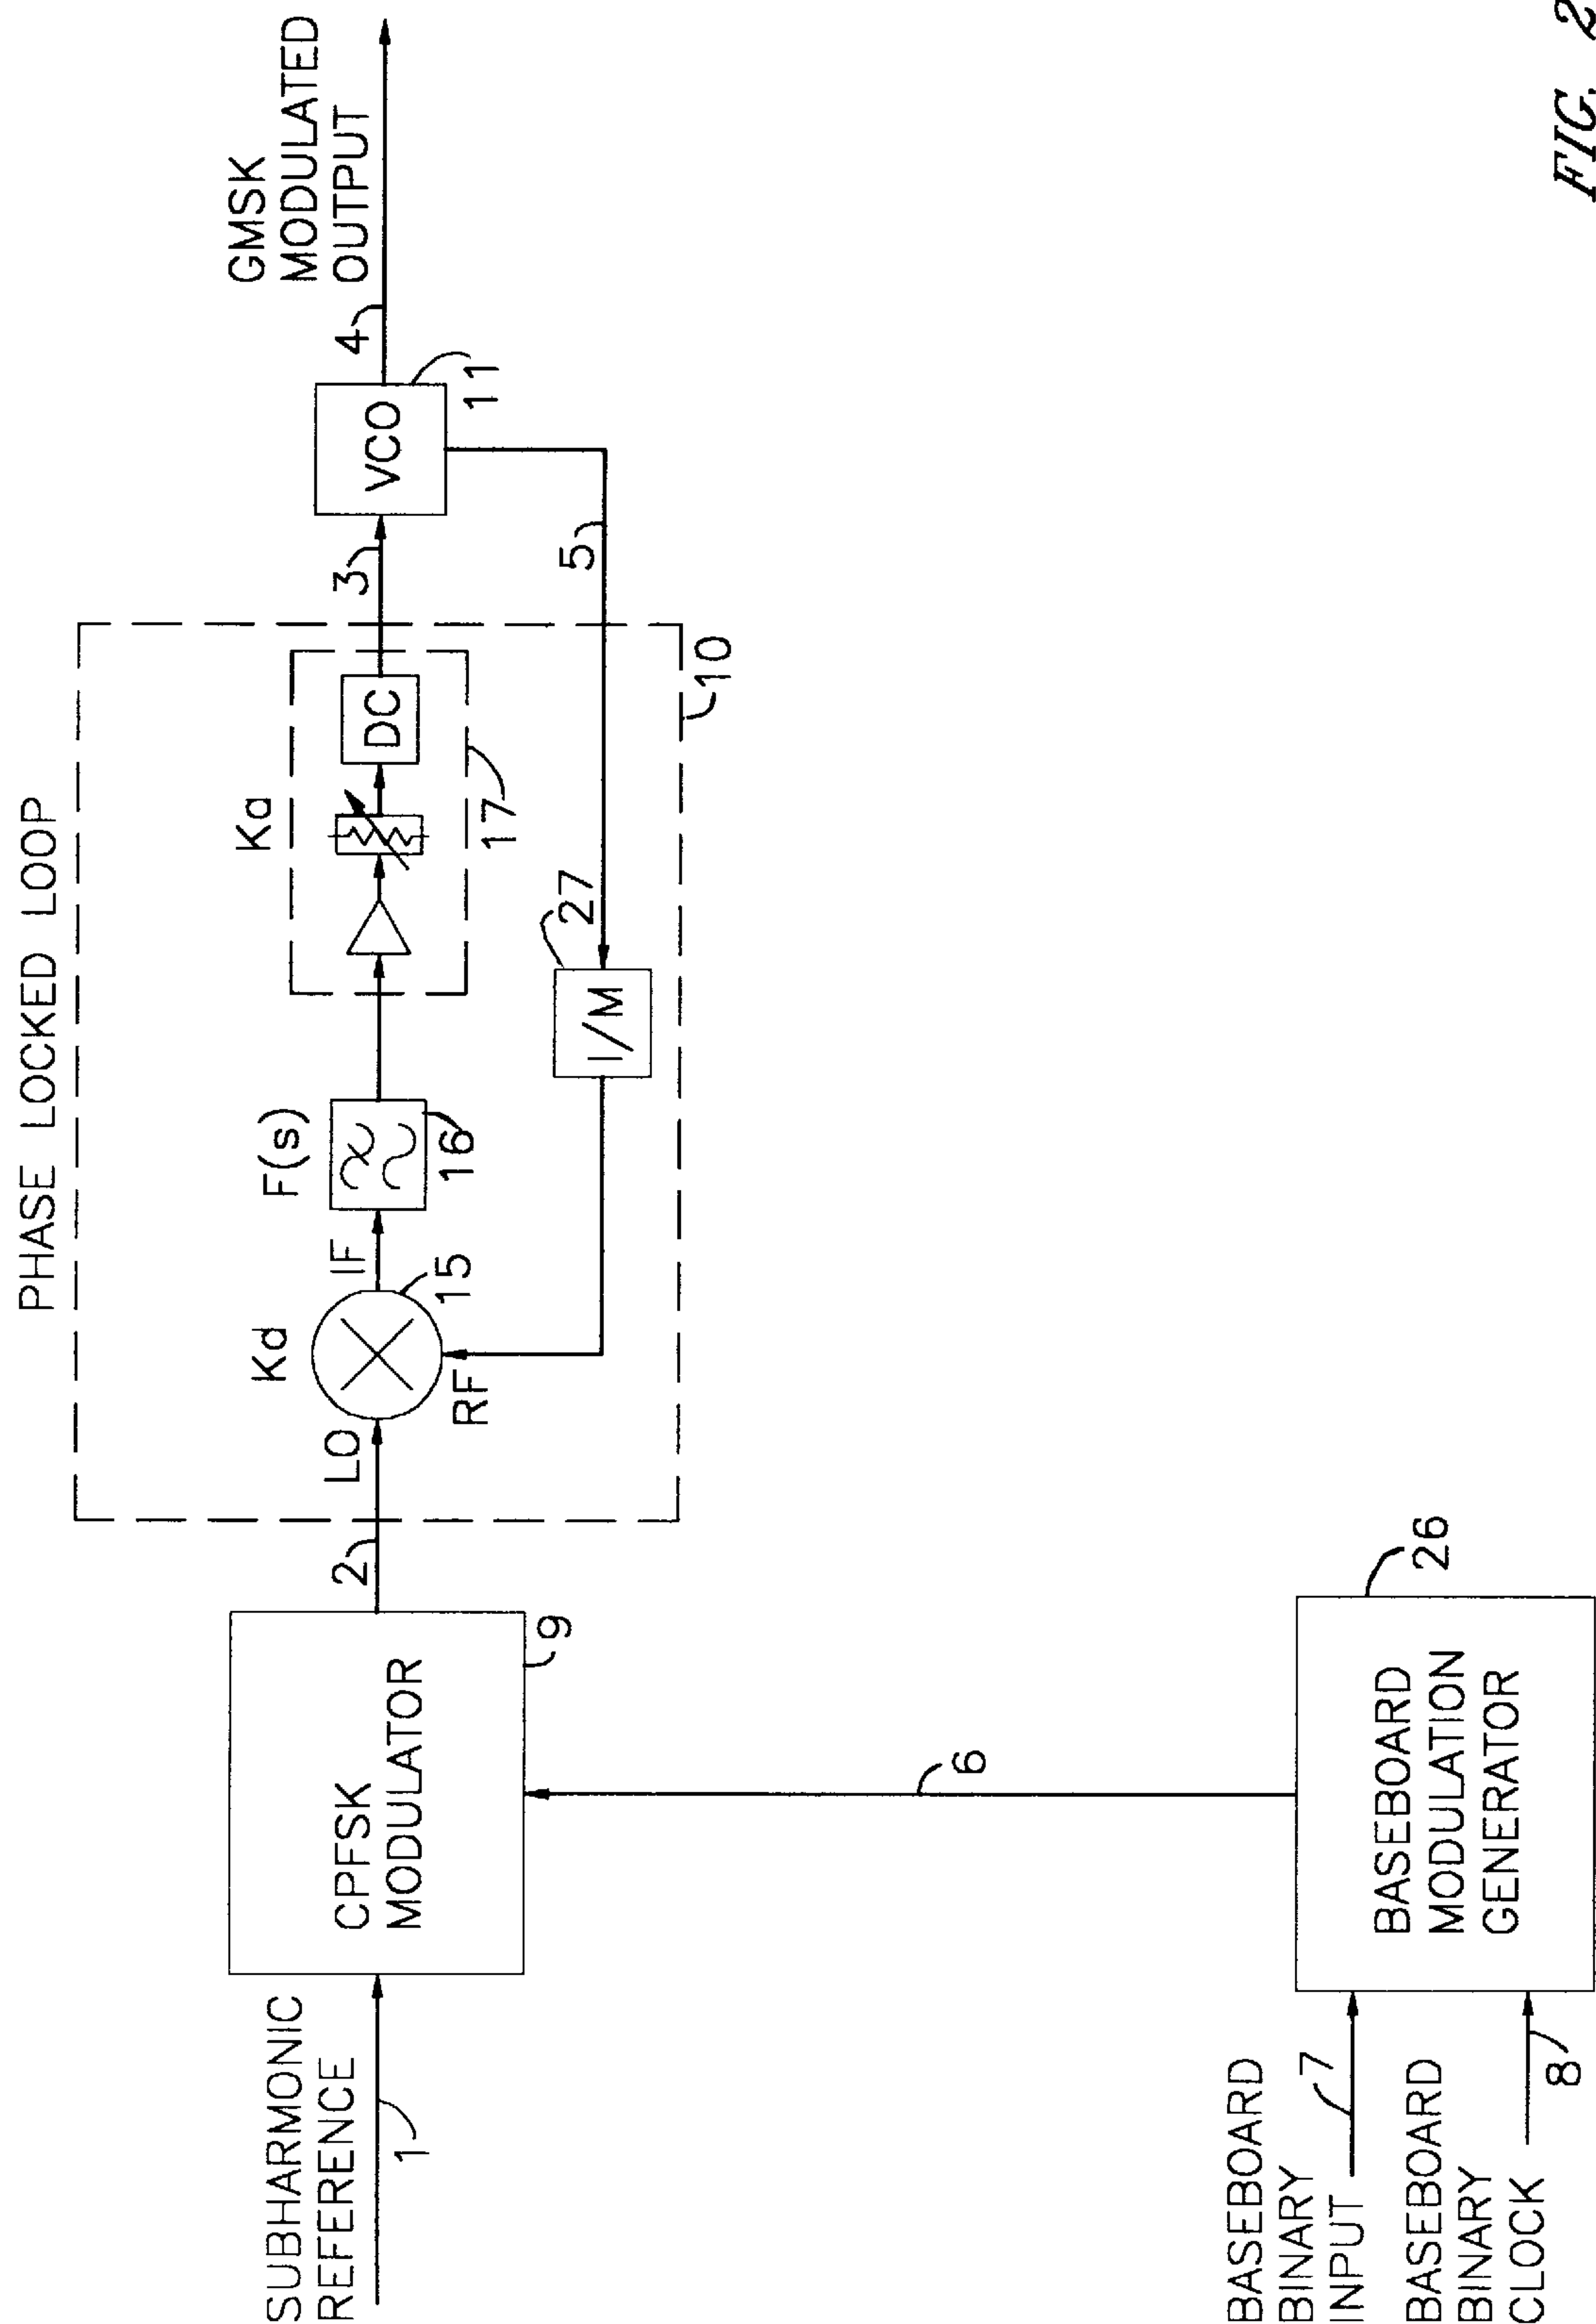 PHASE LOCKED LOOP
GMSK
MODULATED
OUTPUT
SUBHARMONIC
REFERENCE
1
CPFSK
MODULATOR
9
2
LO
Kd
RF
15
IF
F(s)
16
Ka
DC
17
3
VCO
11
4
5
I/M
27
10
6
BASEBOARD
BINARY
INPUT
7
BASEBOARD
BINARY
CLOCK
8
BASEBOARD
MODULATION
GENERATOR
26
FIG. 2